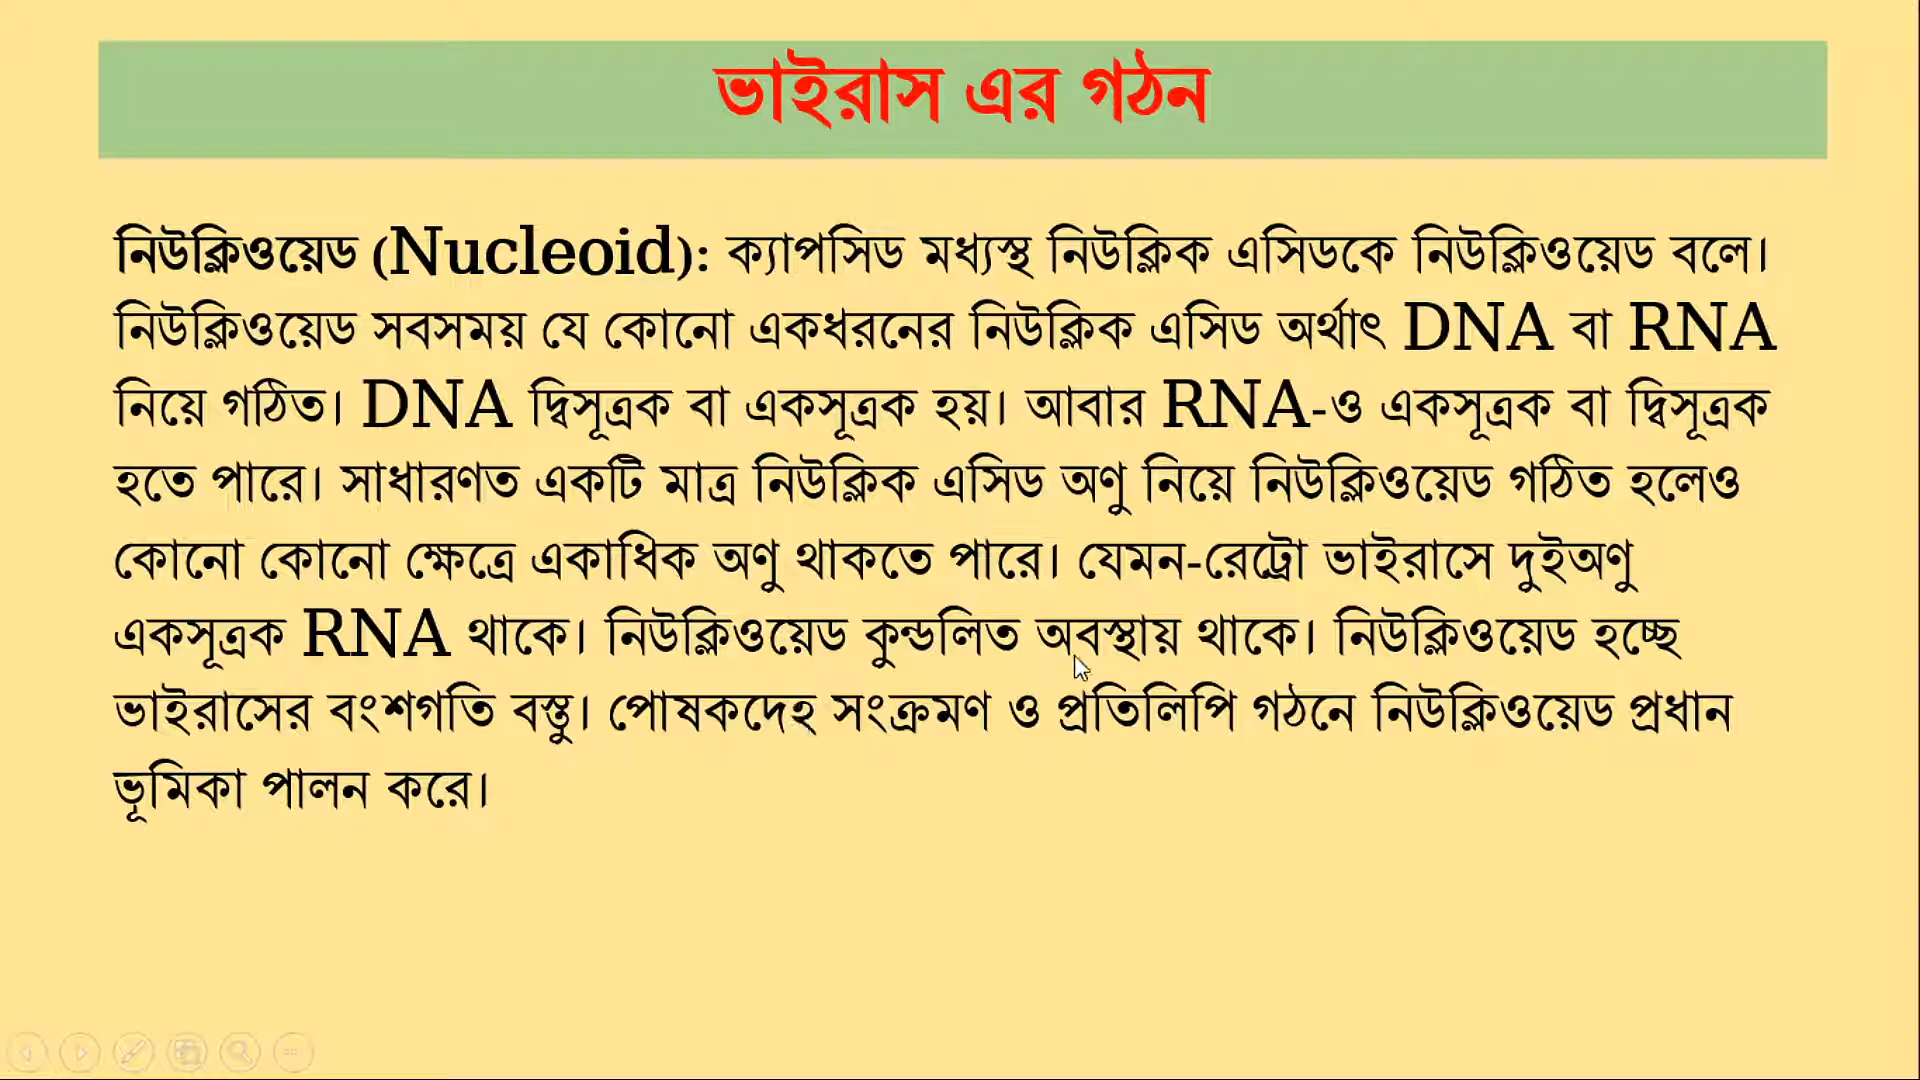 ভাইরাস এর গঠন
নিউক্লিওয়েড (Nucleoid): ক্যাপসিড মধ্যস্থ নিউক্লিক এসিডকে নিউক্লিওয়েড বলে।
নিউক্লিওয়েড সবসময় যে কোনো একধরনের নিউক্লিক এসিড অর্থাৎ DNA বা RNA
নিয়ে গঠিত। DNA দ্বিসূত্রক বা একসূত্রক হয়। আবার RNA-ও একসূত্রক বা দ্বিসূত্রক
হতে পারে। সাধারণত একটি মাত্র নিউক্লিক এসিড অণু নিয়ে নিউক্লিওয়েড গঠিত হলেও
কোনো কোনো ক্ষেত্রে একাধিক অণু থাকতে পারে। যেমন-রেট্রো ভাইরাসে দুইঅণু
একসূত্রক RNA থাকে। নিউক্লিওয়েড কুন্ডলিত অবস্থায় থাকে। নিউক্লিওয়েড হচ্ছে
ভাইরাসের বংশগতি বস্তু। পোষকদেহ সংক্রমণ ও প্রতিলিপি গঠনে নিউক্লিওয়েড প্রধান
ভূমিকা পালন করে।